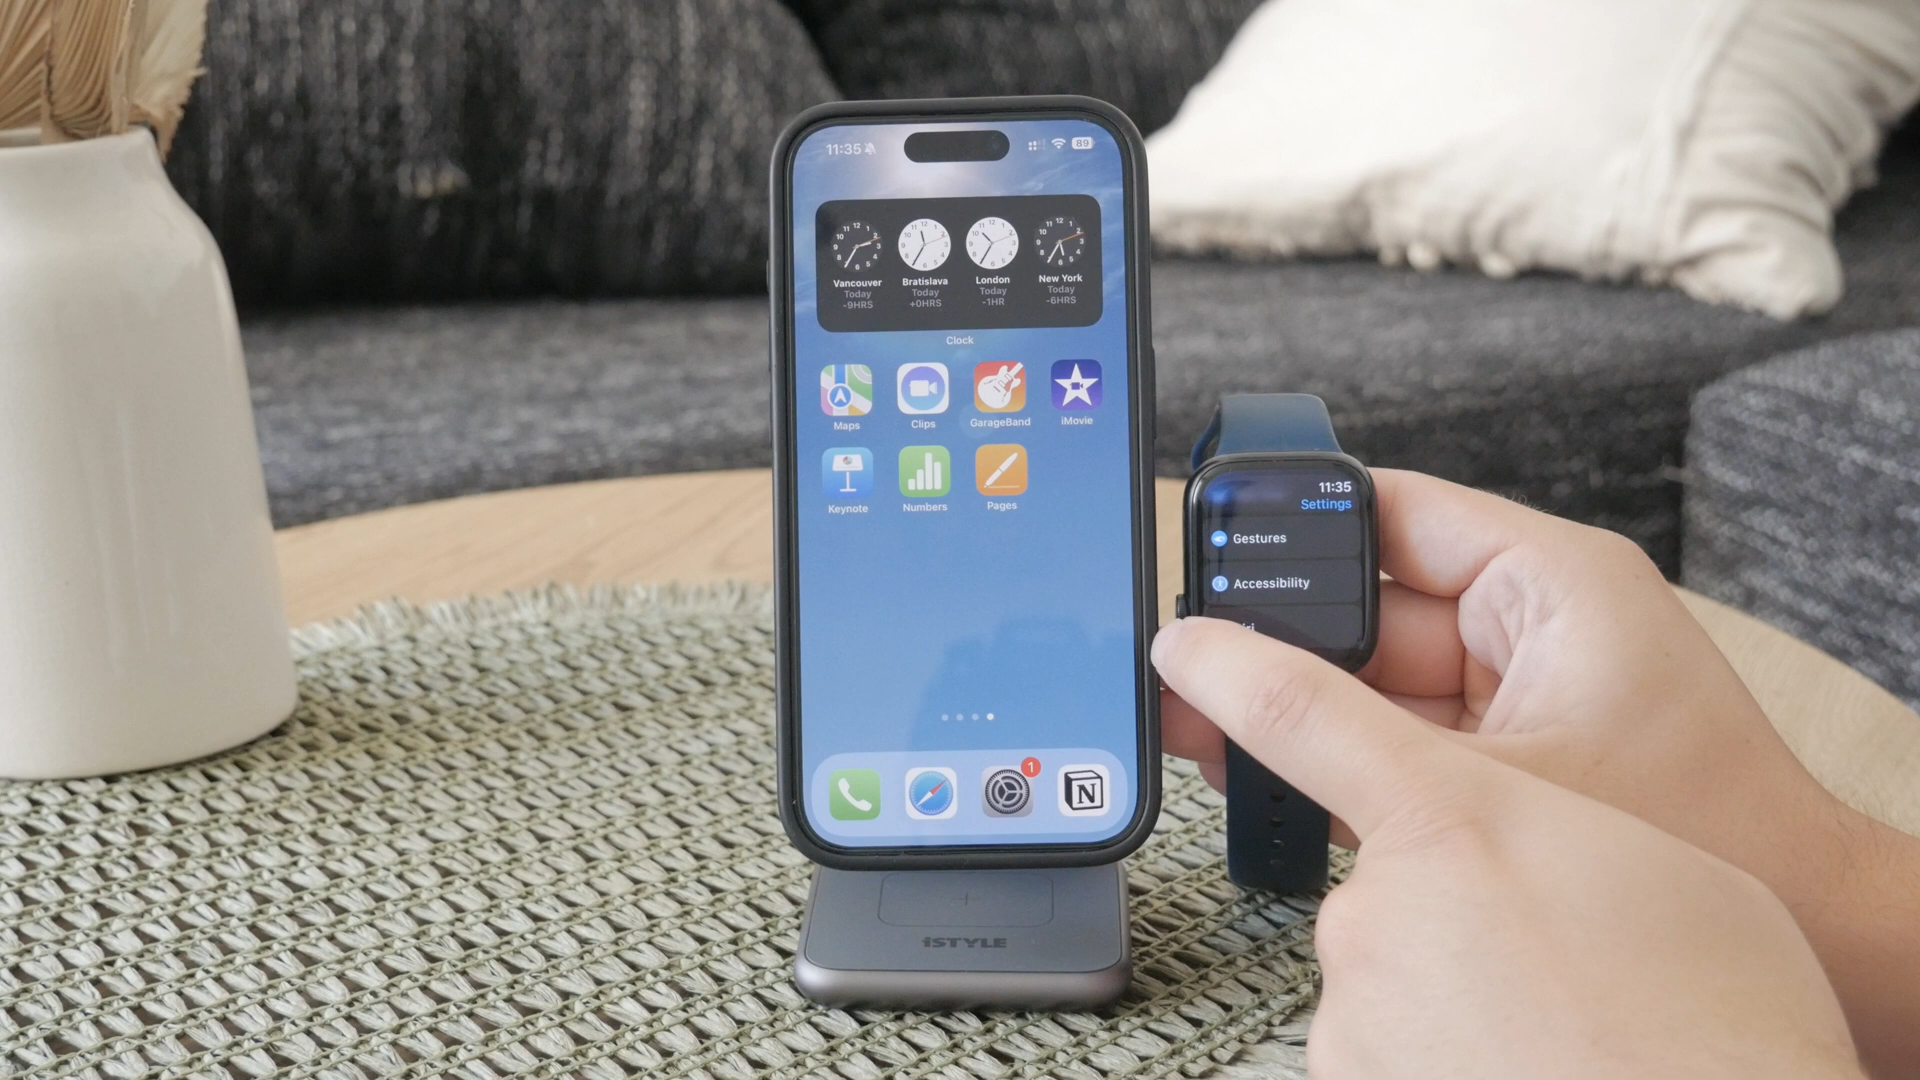 11:35
89
Vancouver
Today
-9HRS
Bratislava
Today
+0HRS
London
Today
-1HR
New York
Today
-6HRS
Clock
Maps
Clips
GarageBand
iMovie
Keynote
Numbers
Pages
1
N
iSTYLE
11:35
Settings
Gestures
Accessibility